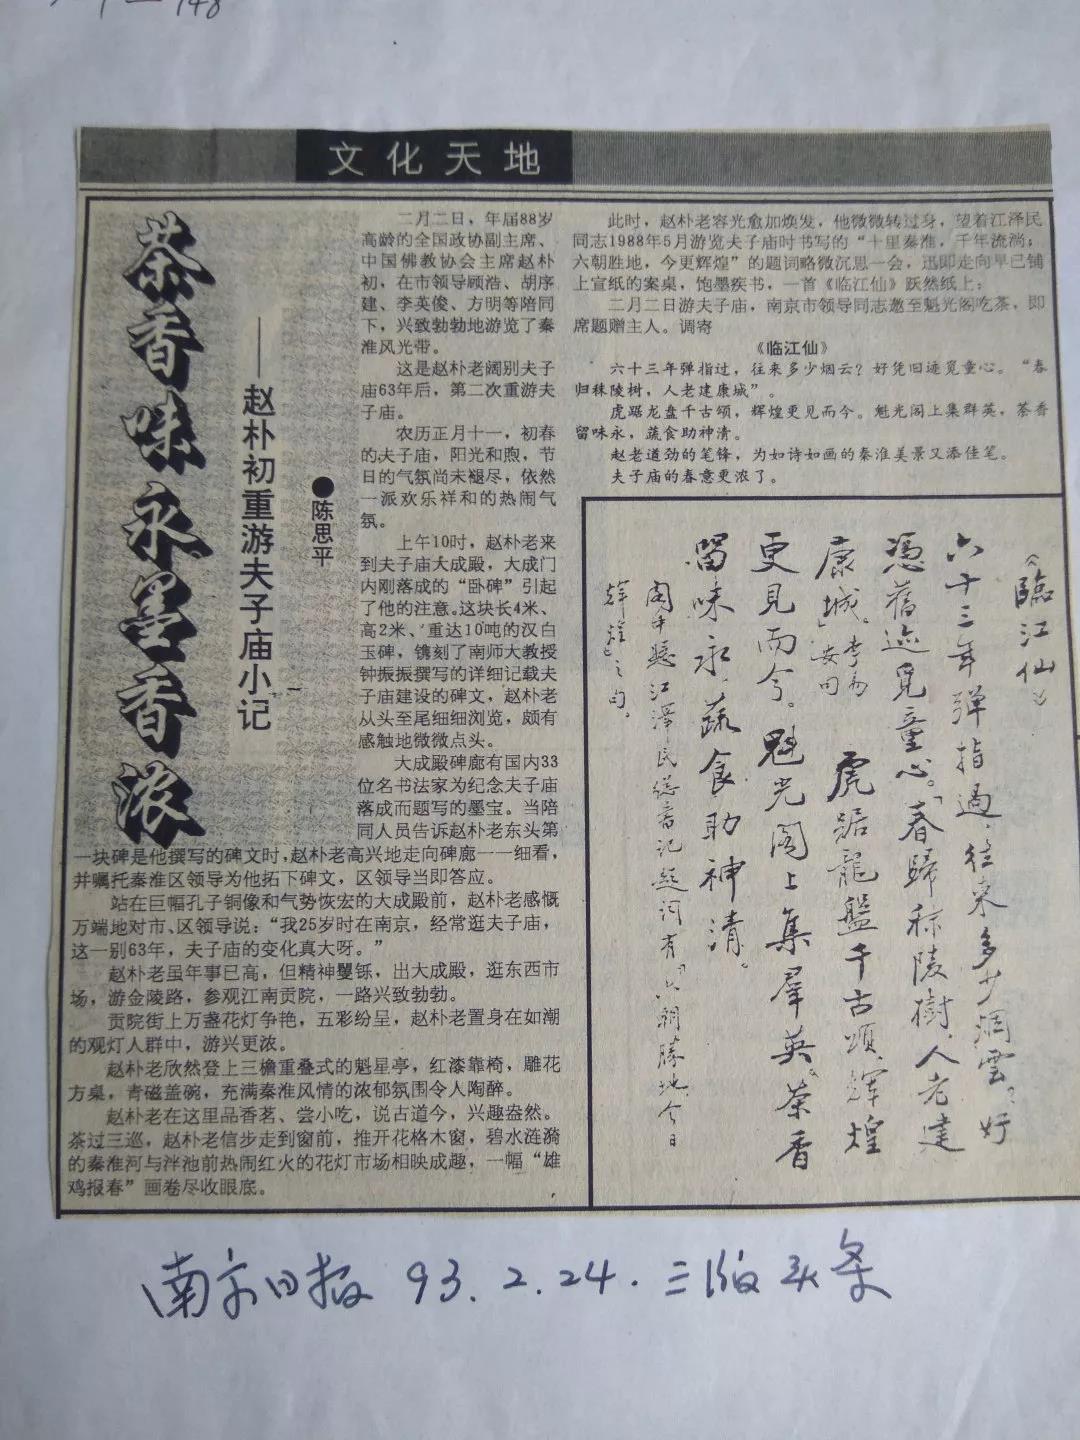 文化天地
茶香味永墨香浓
——赵朴初重游夫子庙小记
●陈思平
二月二日，年届88岁
高龄的全国政协副主席、
中国佛教协会主席赵朴
初，在市领导顾浩、胡序
建、李英俊、方明等陪同
下，兴致勃勃地游览了秦
淮风光带。
这是赵朴老阔别夫子
庙63年后，第二次重游夫
子庙。
农历正月十一，初春
的夫子庙，阳光和煦，节
日的气氛尚未褪尽，依然
一派欢乐祥和的热闹气
氛。
上午10时，赵朴老来
到夫子庙大成殿，大成门
内刚落成的“卧碑”引起
了他的注意。这块长4米、
高2米、重达10吨的汉白
玉碑，镌刻了南师大教授
钟振振撰写的详细记载夫
子庙建设的碑文，赵朴老
从头至尾细细浏览，颇有
感触地微微点头。
大成殿碑廊有国内33
位名书法家为纪念夫子庙
落成而题写的墨宝。当陪
同人员告诉赵朴老东头第
一块碑是他撰写的碑文时，赵朴老高兴地走向碑廊一一细看，
并嘱托秦淮区领导为他拓下碑文，区领导当即答应。
站在巨幅孔子铜像和气势恢宏的大成殿前，赵朴老感慨
万端地对市、区领导说：“我25岁时在南京，经常逛夫子庙，
这一别63年，夫子庙的变化真大呀。”
赵朴老虽年事已高，但精神矍铄，出大成殿，逛东西市
场，游金陵路，参观江南贡院，一路兴致勃勃。
贡院街上万盏花灯争艳，五彩纷呈，赵朴老置身在如潮
的观灯人群中，游兴更浓。
赵朴老欣然登上三檐重叠式的魁星亭，红漆靠椅，雕花
方桌，青磁盖碗，充满秦淮风情的浓郁氛围令人陶醉。
赵朴老在这里品香茗、尝小吃，说古道今，兴趣盎然。
茶过三巡，赵朴老信步走到窗前，推开花格木窗，碧水涟漪
的秦淮河与泮池前热闹红火的花灯市场相映成趣，一幅“雄
鸡报春”画卷尽收眼底。
此时，赵朴老容光愈加焕发，他微微转过身，望着江泽民
同志1988年5月游览夫子庙时书写的“十里秦淮，千年流淌；
六朝胜地，今更辉煌”的题词略微沉思一会，迅即走向早已铺
上宣纸的案桌，饱墨疾书，一首《临江仙》跃然纸上：
二月二日游夫子庙，南京市领导同志邀至魁光阁吃茶，即
席题赠主人。调寄
《临江仙》
六十三年弹指过，往来多少烟云？好凭旧迹觅童心。“春
归秣陵树，人老建康城”。
虎踞龙盘千古颂，辉煌更见而今。魁光阁上集群英，茶香
留味永，蔬食助神清。
赵老遒劲的笔锋，为如诗如画的秦淮美景又添佳笔。
夫子庙的春意更浓了。
《臨江仙》
六十三年弹指過，往来多少烟雲？好
憑舊迹覓童心。「春歸秣陵樹，人老建
康城」。李易安句 虎踞龍盤千古頌，辉煌
更見而今。魁光阁上集羣英。茶香
留味永，蔬食助神清。
阁中懸江澤民總書記题词有「六朝勝地，今日
辉煌」之句。
南京日报 93.2.24.三版头条